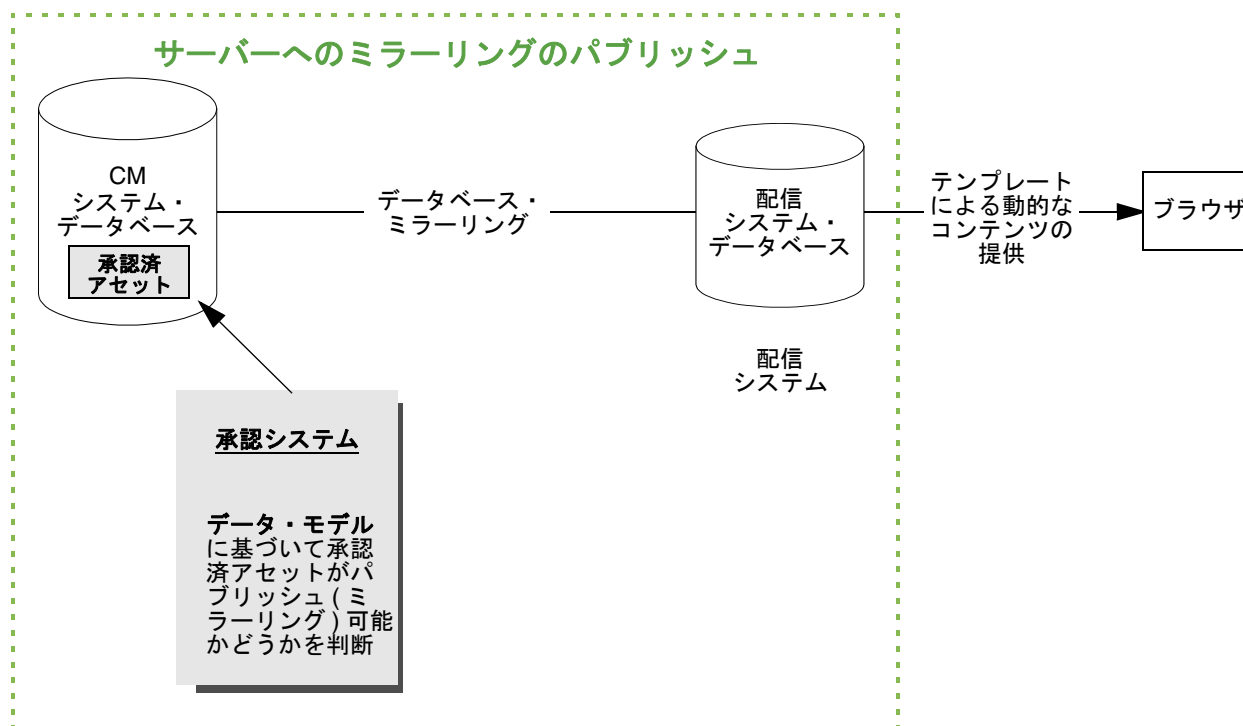 サーバーへのミラーリングのパブリッシュ
CM
システム・
データベース
承認済
アセット
データベース・
ミラーリング
配信
システム・
データベース
テンプレート
による動的な
コンテンツの
提供
ブラウザ
配信
システム
承認システム
データ・モデル
に基づいて承認
済アセットがパ
ブリッシュ ( ミ
ラーリング ) 可能
かどうかを判断